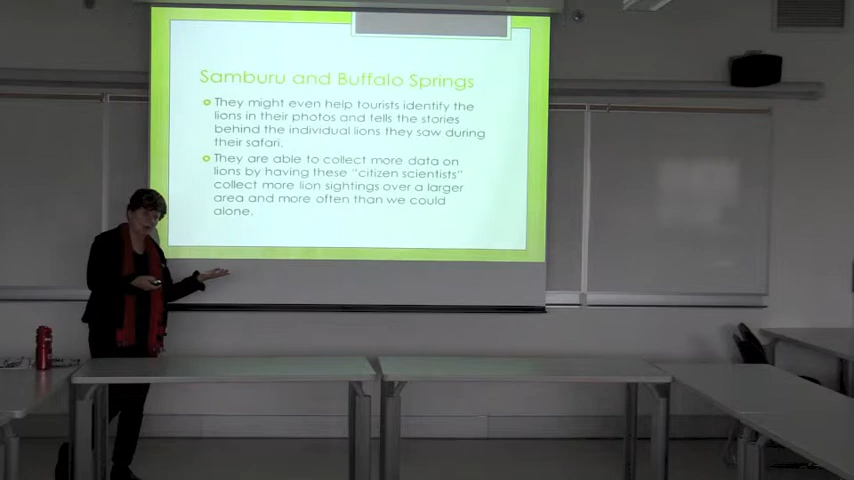 Samburu and Buffalo Springs
They might even help tourists identify the
lions in their photos and tells the stories
behind the individual lions they saw during
their safari.
They are able to collect more data on
lions by having these "citizen scientists"
collect more lion sightings over a larger
area and more often than we could
alone.